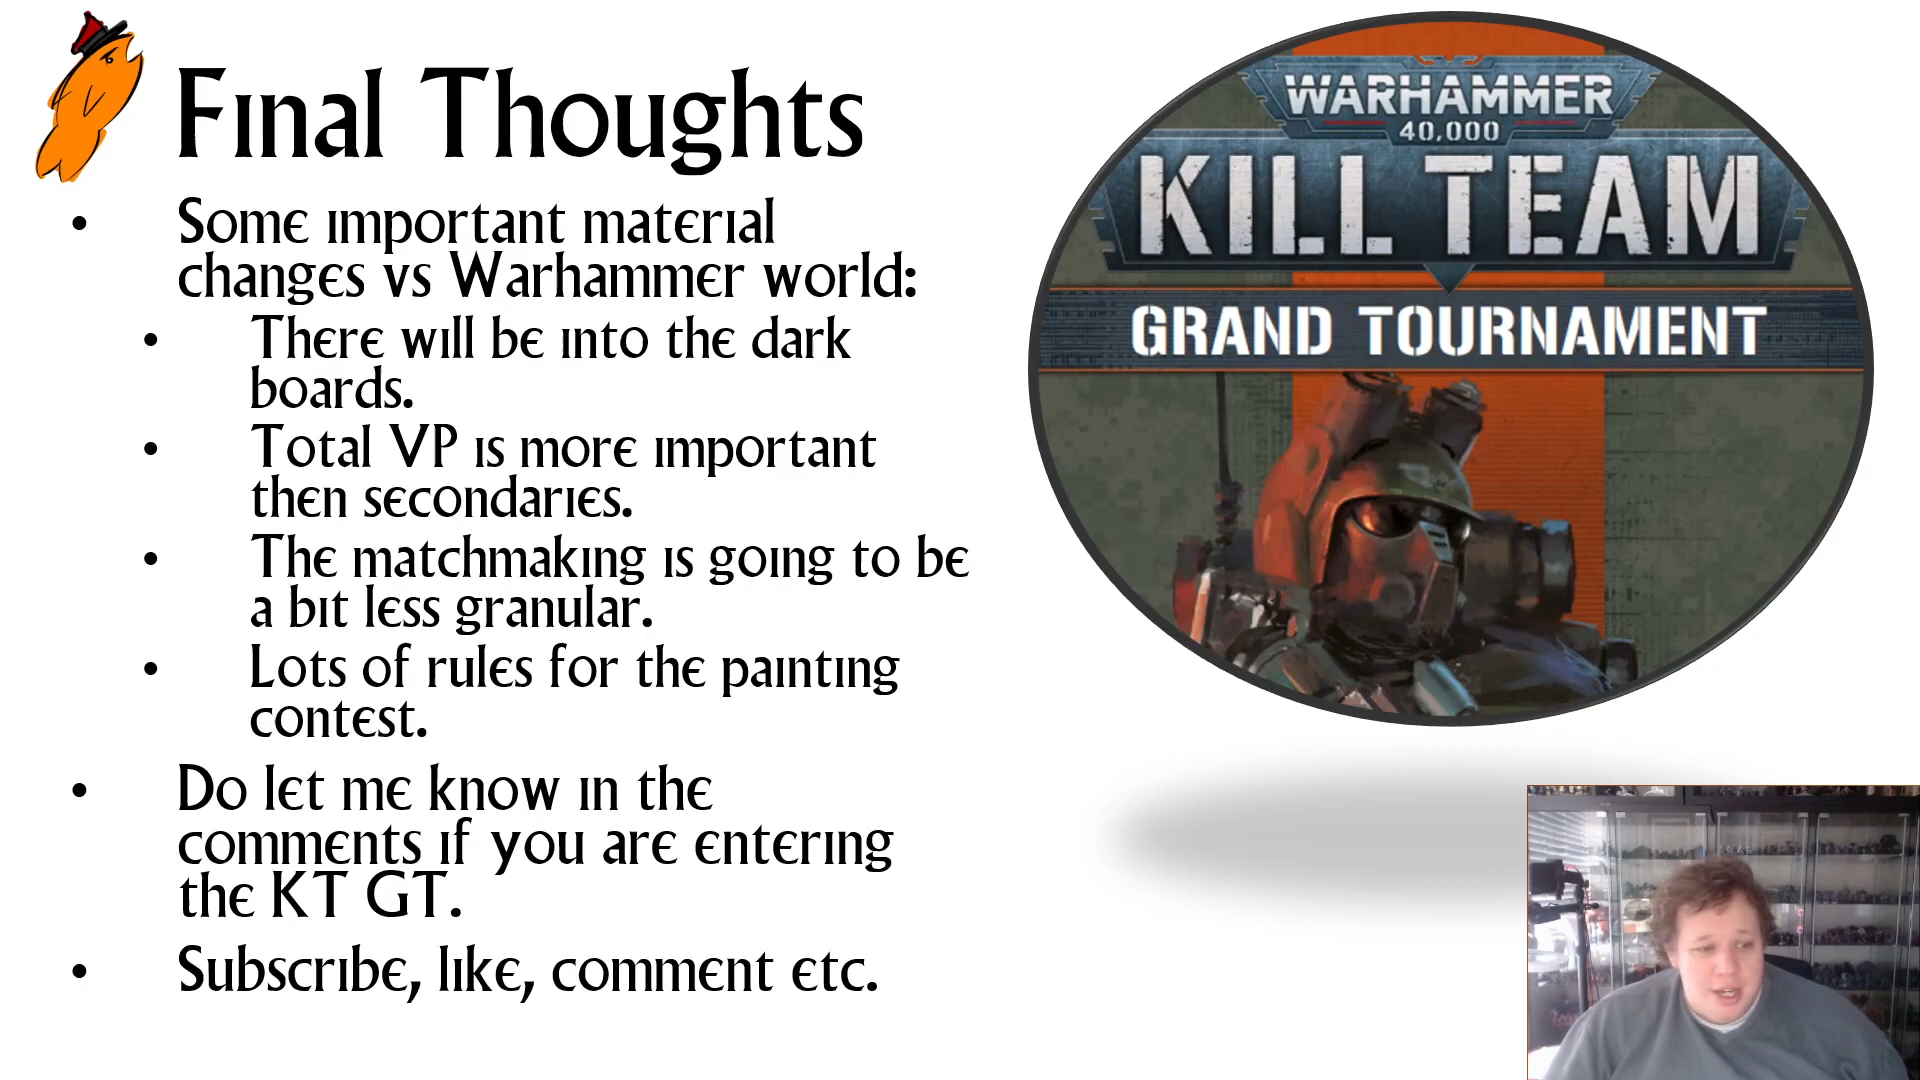 Final Thoughts
• Some important material
changes vs Warhammer world:
• There will be into the dark
boards.
• Total VP is more important
then secondaries.
• The matchmaking is going to be
a bit less granular.
• Lots of rules for the painting
contest.
• Do let me know in the
comments if you are entering
the KT GT.
• Subscribe, like, comment etc.
WARHAMMER
40,000
KILL TEAM
GRAND TOURNAMENT